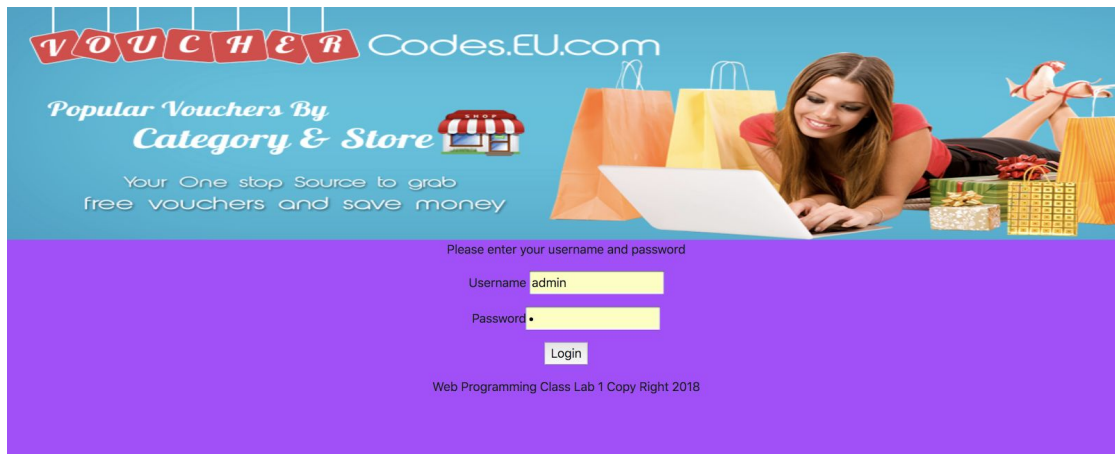 VOUCHER Codes.EU.com
Popular Vouchers By
Category & Store
SHOP
Your One stop Source to grab
free vouchers and save money
Please enter your username and password
Username admin
Password •
Login
Web Programming Class Lab 1 Copy Right 2018